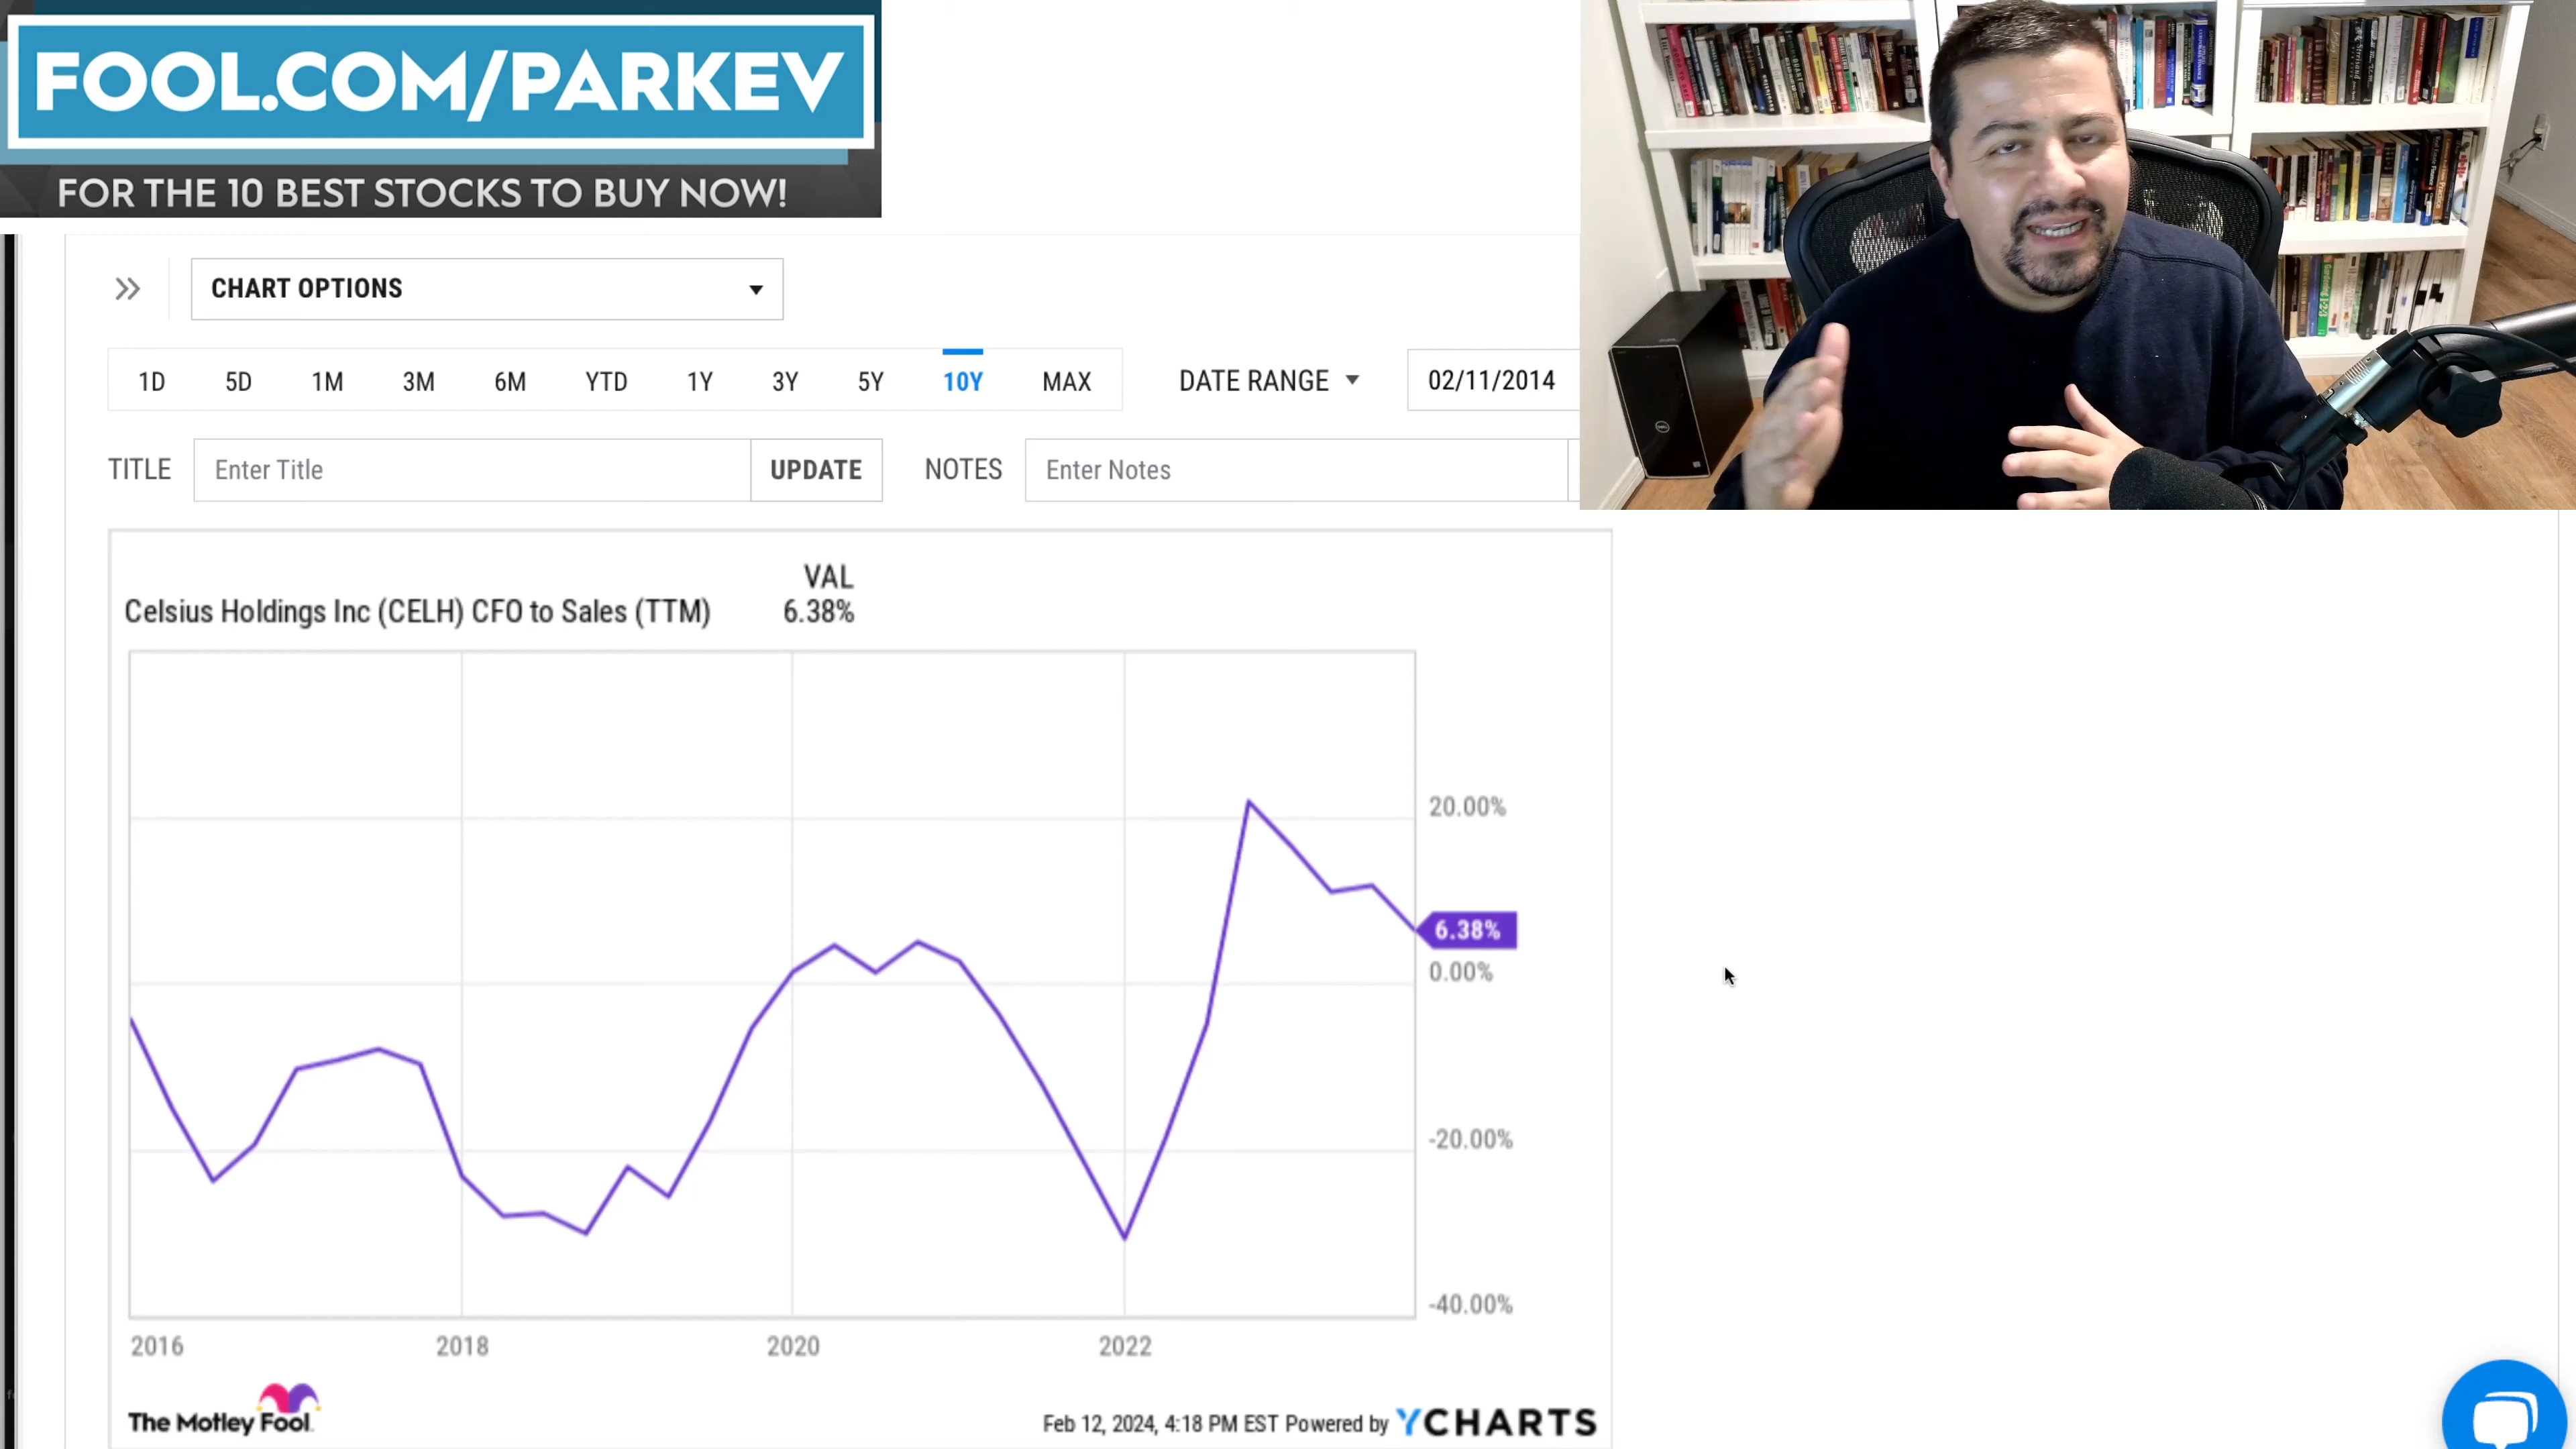 FOOL.COM/PARKEV
FOR THE 10 BEST STOCKS TO BUY NOW!
CHART OPTIONS
1D 5D 1M 3M 6M YTD 1Y 3Y 5Y 10Y MAX DATE RANGE 02/11/2014
TITLE Enter Title UPDATE NOTES Enter Notes
VAL
Celsius Holdings Inc (CELH) CFO to Sales (TTM) 6.38%
20.00%
6.38%
0.00%
-20.00%
-40.00%
2016 2018 2020 2022
The Motley Fool
Feb 12, 2024, 4:18 PM EST Powered by YCHARTS